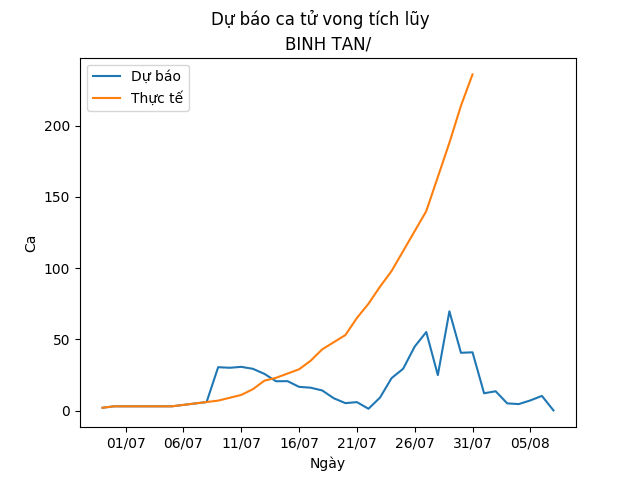 Dự báo ca tử vong tích lũy
BINH TAN/
Dự báo
Thực tế
Ca
200
150
100
50
0
01/07 06/07 11/07 16/07 21/07 26/07 31/07 05/08
Ngày